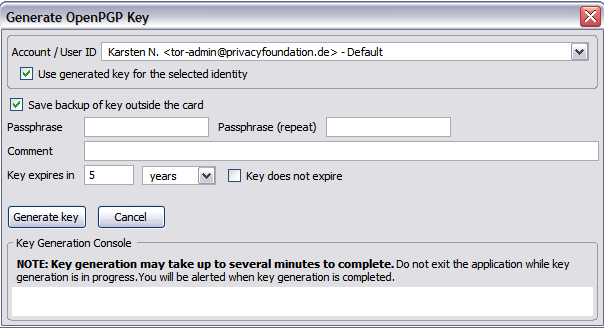 Generate OpenPGP Key
Account / User ID Karsten N. <tor-admin@privacyfoundation.de> - Default
Use generated key for the selected identity
Save backup of key outside the card
Passphrase Passphrase (repeat)
Comment
Key expires in 5 years Key does not expire
Generate key Cancel
Key Generation Console
NOTE: Key generation may take up to several minutes to complete. Do not exit the application while key
generation is in progress.You will be alerted when key generation is completed.